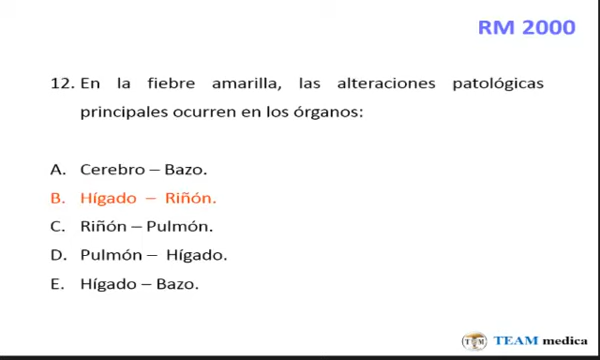 RM 2000
12. En la fiebre amarilla, las alteraciones patológicas
principales ocurren en los órganos:
A. Cerebro – Bazo.
B. Hígado – Riñón.
C. Riñón – Pulmón.
D. Pulmón – Hígado.
E. Hígado – Bazo.
TEAM medica